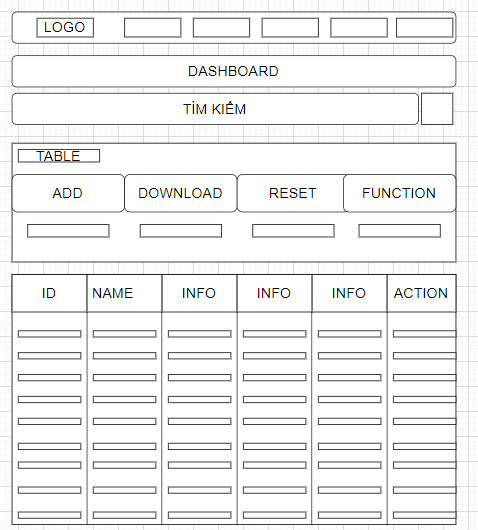 LOGO
DASHBOARD
TÌM KIẾM
TABLE
ADD DOWNLOAD RESET FUNCTION
ID NAME INFO INFO INFO ACTION